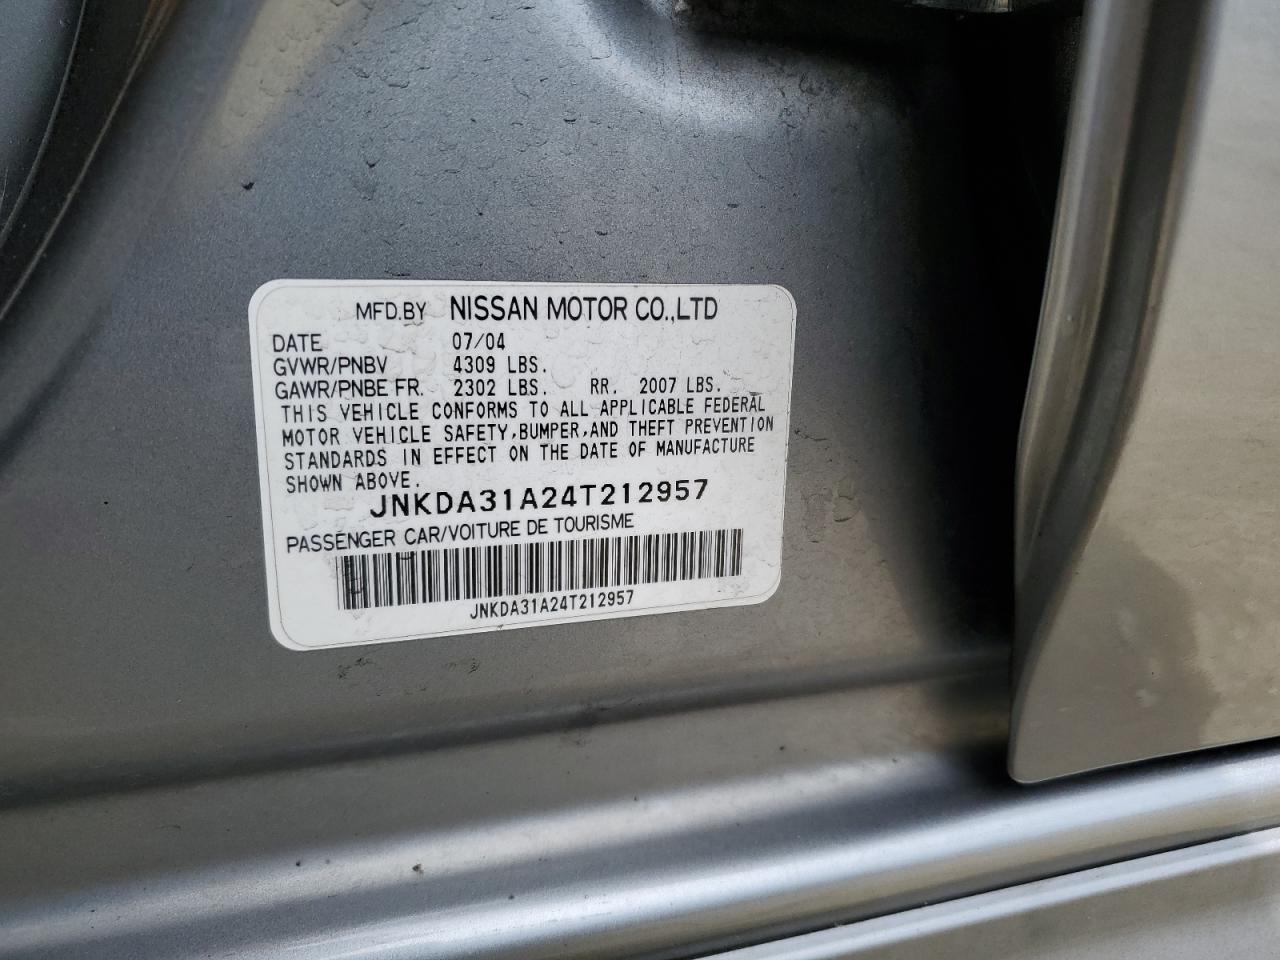 MFD.BY NISSAN MOTOR CO.,LTD
DATE 07/04
GVWR/PNBV 4309 LBS.
GAWR/PNBE FR. 2302 LBS. RR. 2007 LBS.
THIS VEHICLE CONFORMS TO ALL APPLICABLE FEDERAL
MOTOR VEHICLE SAFETY,BUMPER,AND THEFT PREVENTION
STANDARDS IN EFFECT ON THE DATE OF MANUFACTURE
SHOWN ABOVE.
JNKDA31A24T212957
PASSENGER CAR/VOITURE DE TOURISME
JNKDA31A24T212957